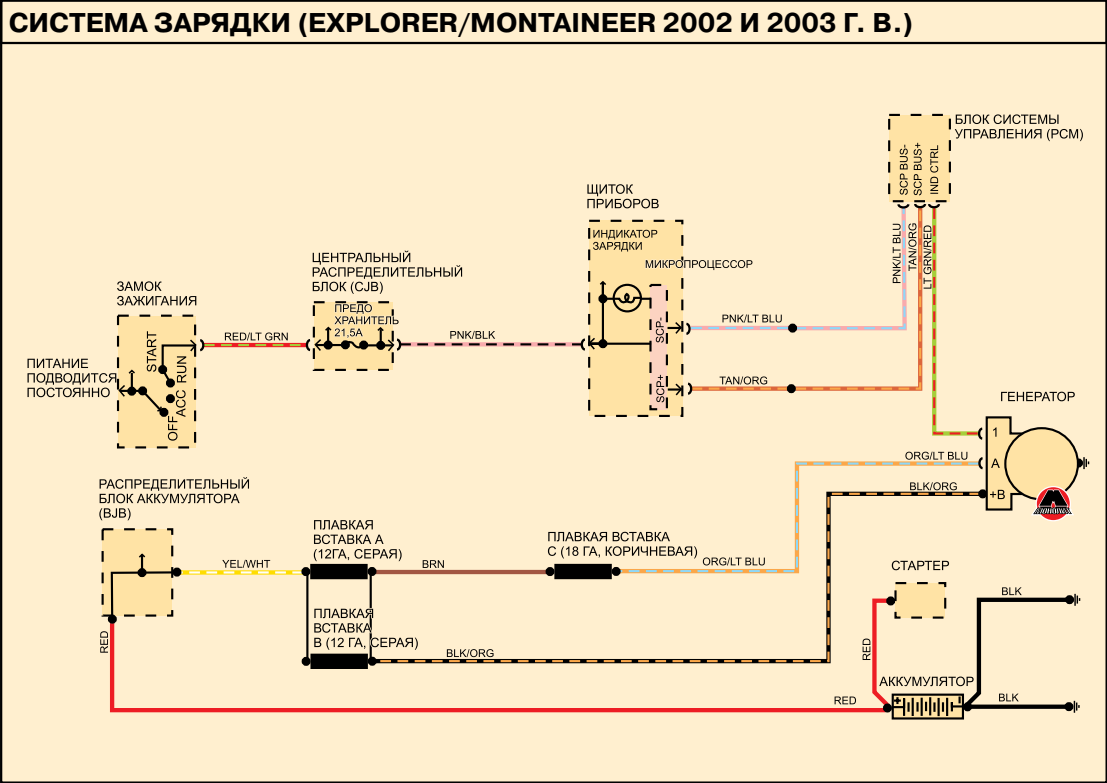 СИСТЕМА ЗАРЯДКИ (EXPLORER/MONTAINEER 2002 И 2003 Г. В.)
БЛОК СИСТЕМЫ
УПРАВЛЕНИЯ (PCM)
SCP BUS-
SCP BUS+
IND CTRL
PNK/LT BLU
TAN/ORG
LT GRN/RED
ЩИТОК
ПРИБОРОВ
ИНДИКАТОР
ЗАРЯДКИ
МИКРОПРОЦЕССОР
SCP-
SCP+
PNK/LT BLU
TAN/ORG
ЦЕНТРАЛЬНЫЙ
РАСПРЕДЕЛИТЕЛЬНЫЙ
БЛОК (CJB)
ПРЕДО
ХРАНИТЕЛЬ
21,5А
PNK/BLK
ЗАМОК
ЗАЖИГАНИЯ
START
RUN
ACC
OFF
RED/LT GRN
ПИТАНИЕ
ПОДВОДИТСЯ
ПОСТОЯННО
ГЕНЕРАТОР
1
A
+B
ORG/LT BLU
BLK/ORG
РАСПРЕДЕЛИТЕЛЬНЫЙ
БЛОК АККУМУЛЯТОРА
(BJB)
YEL/WHT
ПЛАВКАЯ
ВСТАВКА А
(12ГА, СЕРАЯ)
BRN
ПЛАВКАЯ ВСТАВКА
С (18 ГА, КОРИЧНЕВАЯ)
ORG/LT BLU
ПЛАВКАЯ
ВСТАВКА
В (12 ГА, СЕРАЯ)
BLK/ORG
RED
СТАРТЕР
RED
BLK
АККУМУЛЯТОР
+
-
RED
BLK